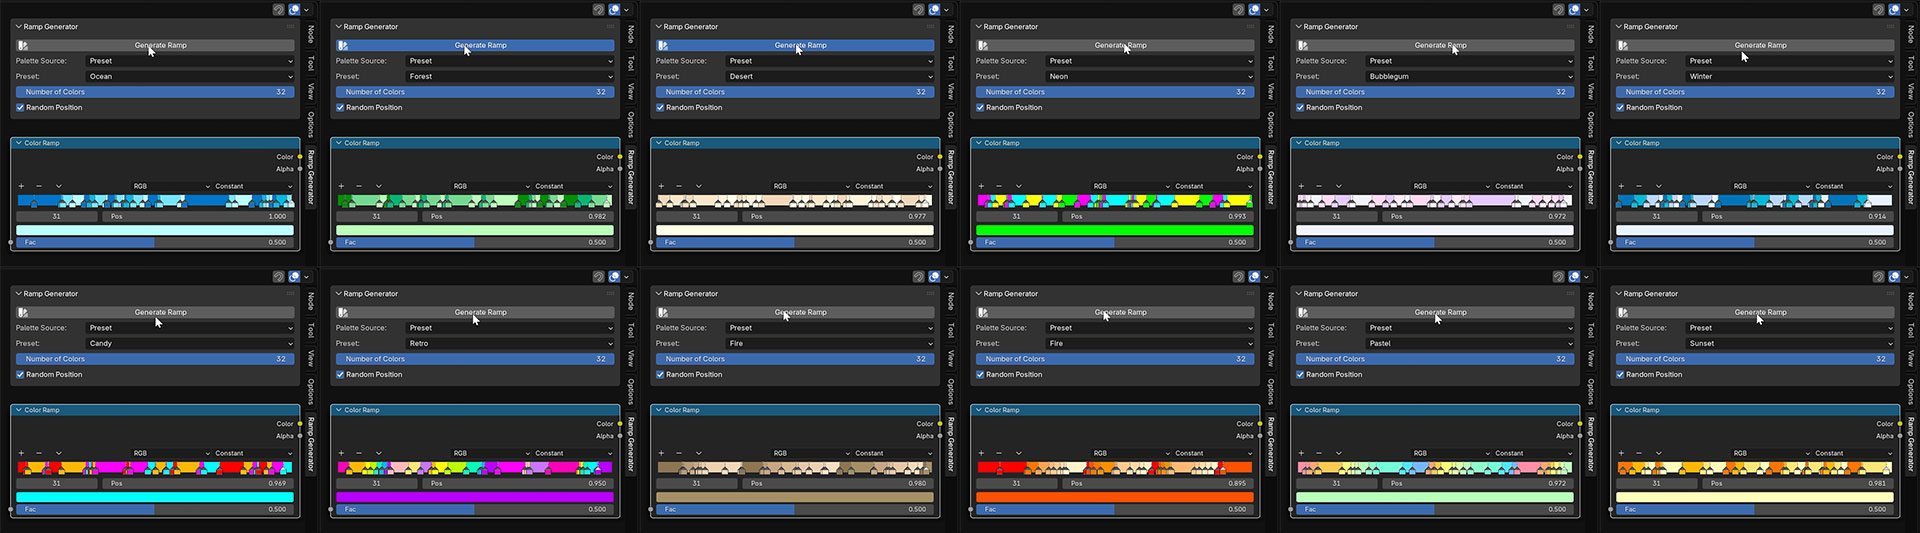 Ramp Generator
Generate Ramp
Palette Source: Preset
Preset: Ocean
Number of Colors 32
Random Position
Color Ramp
Color
Alpha
+ − RGB Constant
31 Pos 1.000
Fac 0.500
Node
Tool
View
Options
Ramp Generator
Ramp Generator
Generate Ramp
Palette Source: Preset
Preset: Forest
Number of Colors 32
Random Position
Color Ramp
Color
Alpha
+ − RGB Constant
31 Pos 0.982
Fac 0.500
Node
Tool
View
Options
Ramp Generator
Ramp Generator
Generate Ramp
Palette Source: Preset
Preset: Desert
Number of Colors 32
Random Position
Color Ramp
Color
Alpha
+ − RGB Constant
31 Pos 0.977
Fac 0.500
Node
Tool
View
Options
Ramp Generator
Ramp Generator
Generate Ramp
Palette Source: Preset
Preset: Neon
Number of Colors 32
Random Position
Color Ramp
Color
Alpha
+ − RGB Constant
31 Pos 0.993
Fac 0.500
Node
Tool
View
Options
Ramp Generator
Ramp Generator
Generate Ramp
Palette Source: Preset
Preset: Bubblegum
Number of Colors 32
Random Position
Color Ramp
Color
Alpha
+ − RGB Constant
31 Pos 0.972
Fac 0.500
Node
Tool
View
Options
Ramp Generator
Ramp Generator
Generate Ramp
Palette Source: Preset
Preset: Winter
Number of Colors 32
Random Position
Color Ramp
Color
Alpha
+ − RGB Constant
31 Pos 0.914
Fac 0.500
Node
Tool
View
Options
Ramp Generator
Ramp Generator
Generate Ramp
Palette Source: Preset
Preset: Candy
Number of Colors 32
Random Position
Color Ramp
Color
Alpha
+ − RGB Constant
31 Pos 0.969
Fac 0.500
Node
Tool
View
Options
Ramp Generator
Ramp Generator
Generate Ramp
Palette Source: Preset
Preset: Retro
Number of Colors 32
Random Position
Color Ramp
Color
Alpha
+ − RGB Constant
31 Pos 0.950
Fac 0.500
Node
Tool
View
Options
Ramp Generator
Ramp Generator
Generate Ramp
Palette Source: Preset
Preset: Fire
Number of Colors 32
Random Position
Color Ramp
Color
Alpha
+ − RGB Constant
31 Pos 0.980
Fac 0.500
Node
Tool
View
Options
Ramp Generator
Ramp Generator
Generate Ramp
Palette Source: Preset
Preset: Fire
Number of Colors 32
Random Position
Color Ramp
Color
Alpha
+ − RGB Constant
31 Pos 0.895
Fac 0.500
Node
Tool
View
Options
Ramp Generator
Ramp Generator
Generate Ramp
Palette Source: Preset
Preset: Pastel
Number of Colors 32
Random Position
Color Ramp
Color
Alpha
+ − RGB Constant
31 Pos 0.972
Fac 0.500
Node
Tool
View
Options
Ramp Generator
Ramp Generator
Generate Ramp
Palette Source: Preset
Preset: Sunset
Number of Colors 32
Random Position
Color Ramp
Color
Alpha
+ − RGB Constant
31 Pos 0.981
Fac 0.500
Node
Tool
View
Options
Ramp Generator